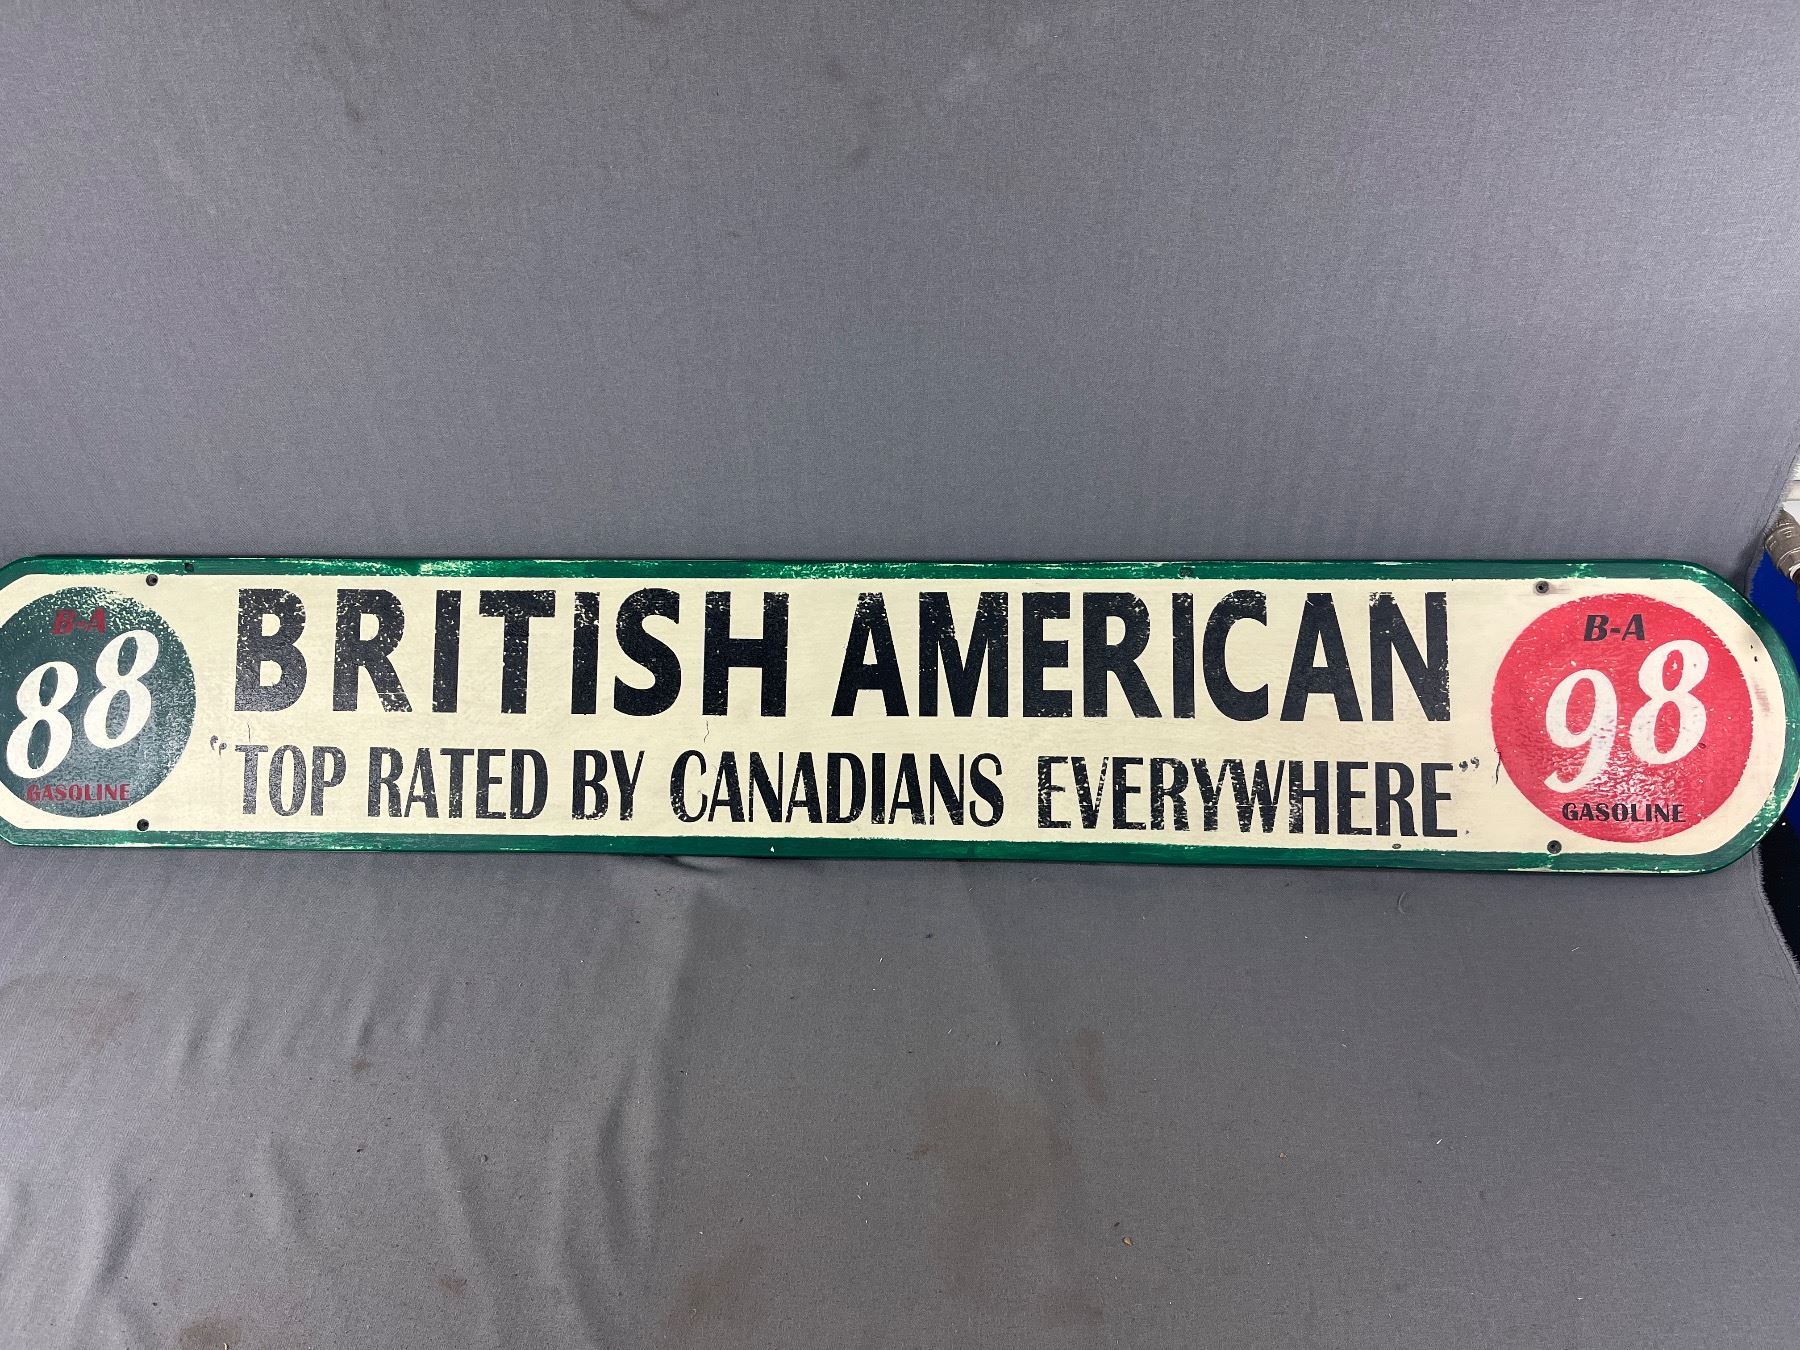 B-A
88
GASOLINE
BRITISH AMERICAN
"TOP RATED BY CANADIANS EVERYWHERE"
B-A
98
GASOLINE